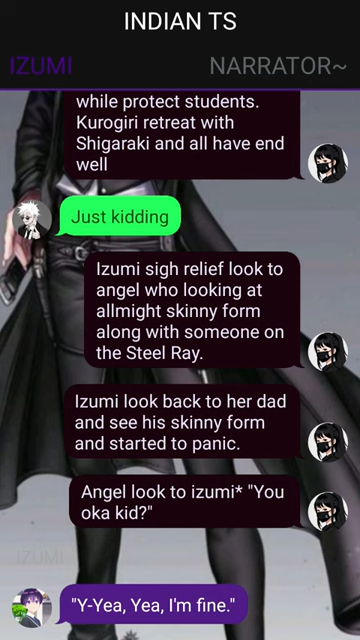 INDIAN TS
IZUMI
NARRATOR~
while protect students.
Kurogiri retreat with
Shigaraki and all have end
well
Just kidding
Izumi sigh relief look to
angel who looking at
allmight skinny form
along with someone on
the Steel Ray.
Izumi look back to her dad
and see his skinny form
and started to panic.
Angel look to izumi* "You
oka kid?"
IZUMI
"Y-Yea, Yea, I'm fine."